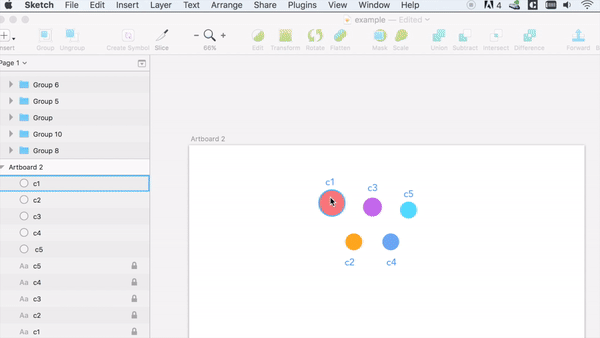 Sketch File Edit Insert Layer Text Arrange Share Plugins View Window Help 4
example — Edited
Insert Group Ungroup Create Symbol Slice 66% Edit Transform Rotate Flatten Mask Scale Union Subtract Intersect Difference Forward
Page 1
Group 6
Group 5
Group
Group 10
Group 8
Artboard 2
c1
c2
c3
c4
c5
Aa c5
Aa c4
Aa c3
Aa c2
Aa c1
Artboard 2
c1
c3
c5
c2
c4